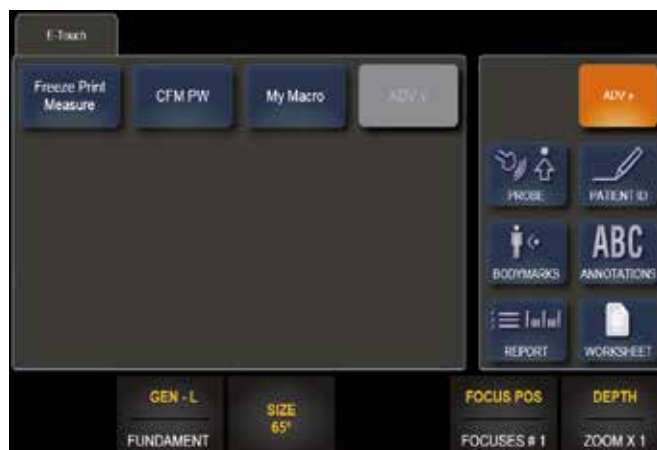 E-Touch
Freeze Print
Measure
CFM PW
My Macro
ADV
PROBE
PATIENT ID
BODYMARKS
ABC
ANNOTATIONS
REPORT
WORKSHEET
GEN - L
FUNDAMENT
SIZE
65°
FOCUS POS
FOCUSES # 1
DEPTH
ZOOM X 1